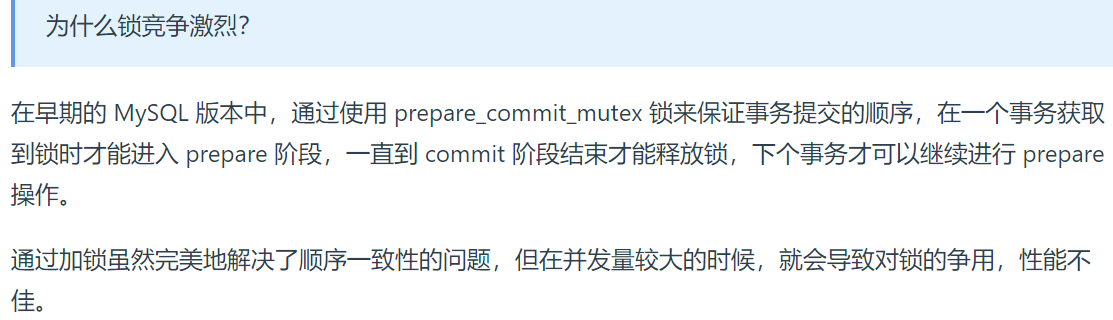 为什么锁竞争激烈？
在早期的 MySQL 版本中，通过使用 prepare_commit_mutex 锁来保证事务提交的顺序，在一个事务获取
到锁时才能进入 prepare 阶段，一直到 commit 阶段结束才能释放锁，下个事务才可以继续进行 prepare
操作。
通过加锁虽然完美地解决了顺序一致性的问题，但在并发量较大的时候，就会导致对锁的争用，性能不
佳。